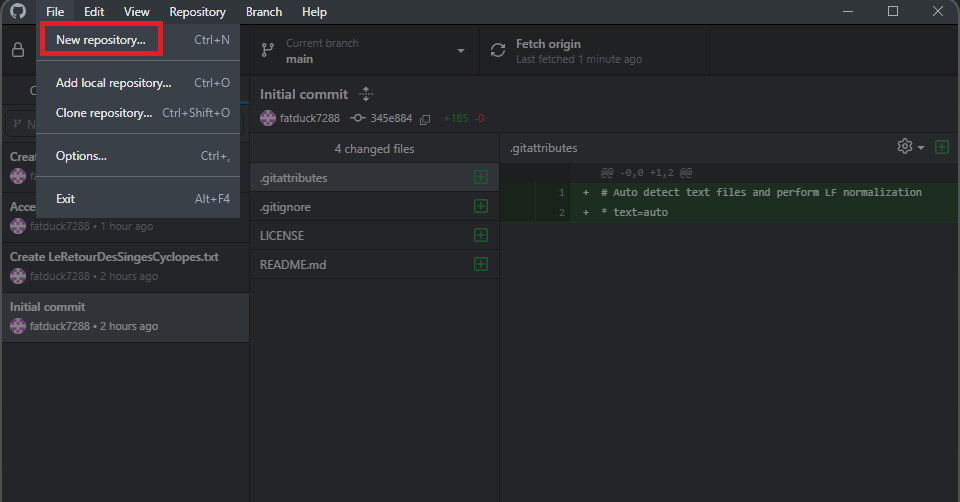 File Edit View Repository Branch Help
New repository... Ctrl+N
Add local repository... Ctrl+O
Clone repository... Ctrl+Shift+O
Options... Ctrl+,
Exit Alt+F4
Current branch
main
Fetch origin
Last fetched 1 minute ago
C
N
Crea
fa
Acce
fatduck7288 • 1 hour ago
Create LeRetourDesSingesCyclopes.txt
fatduck7288 • 2 hours ago
Initial commit
fatduck7288 • 2 hours ago
Initial commit
fatduck7288 345e884 +185 -0
4 changed files
.gitattributes
.gitignore
LICENSE
README.md
.gitattributes
@@ -0,0 +1,2 @@
1 + # Auto detect text files and perform LF normalization
2 + * text=auto